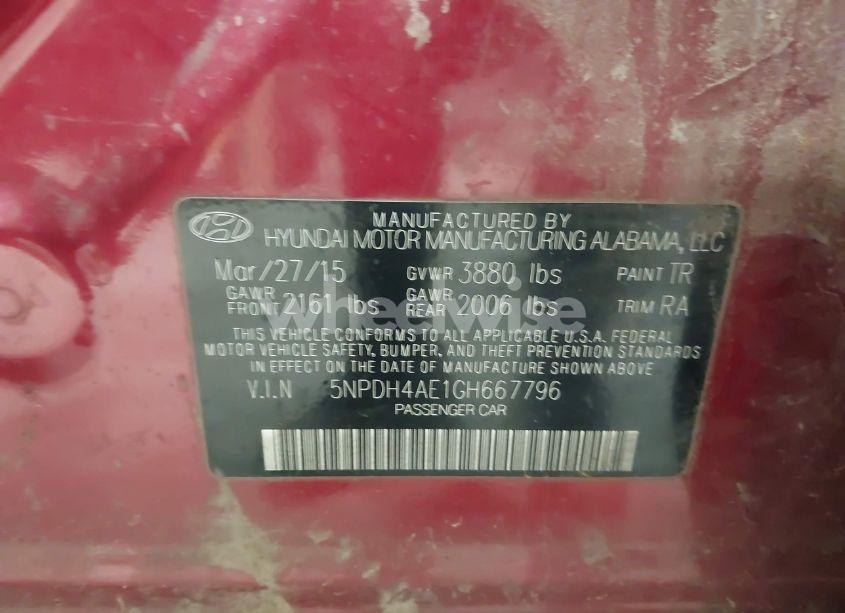 MANUFACTURED BY
HYUNDAI MOTOR MANUFACTURING ALABAMA, LLC
Mar/27/15 GVWR 3880 lbs PAINT TR
GAWR FRONT 2161 lbs GAWR REAR 2006 lbs TRIM RA
wheelwise
THIS VEHICLE CONFORMS TO ALL APPLICABLE U.S.A. FEDERAL
MOTOR VEHICLE SAFETY, BUMPER, AND THEFT PREVENTION STANDARDS
IN EFFECT ON THE DATE OF MANUFACTURE SHOWN ABOVE.
V.I.N 5NPDH4AE1GH667796
PASSENGER CAR